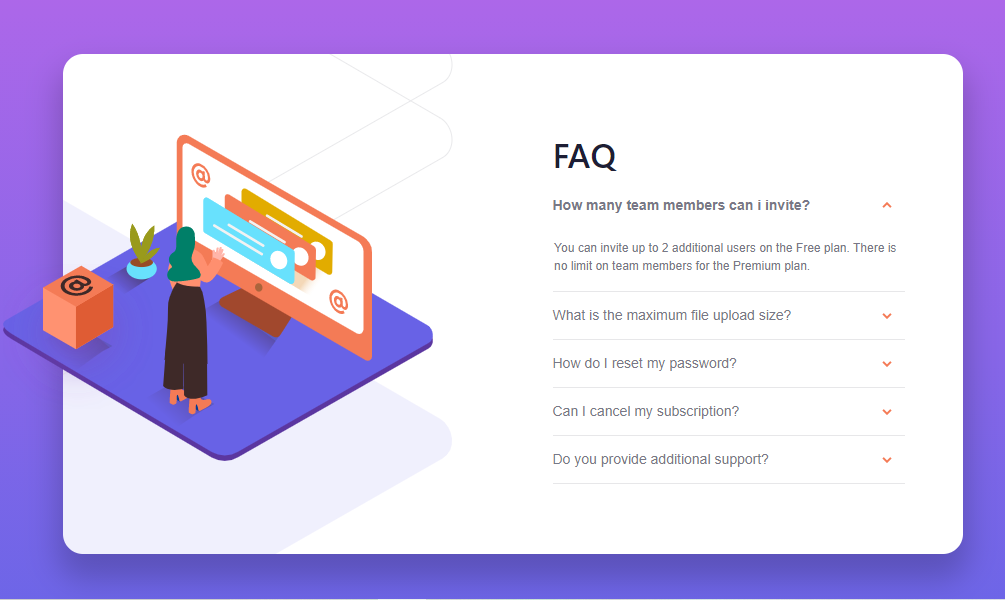 @
@
@
FAQ
How many team members can i invite?
You can invite up to 2 additional users on the Free plan. There is
no limit on team members for the Premium plan.
What is the maximum file upload size?
How do I reset my password?
Can I cancel my subscription?
Do you provide additional support?